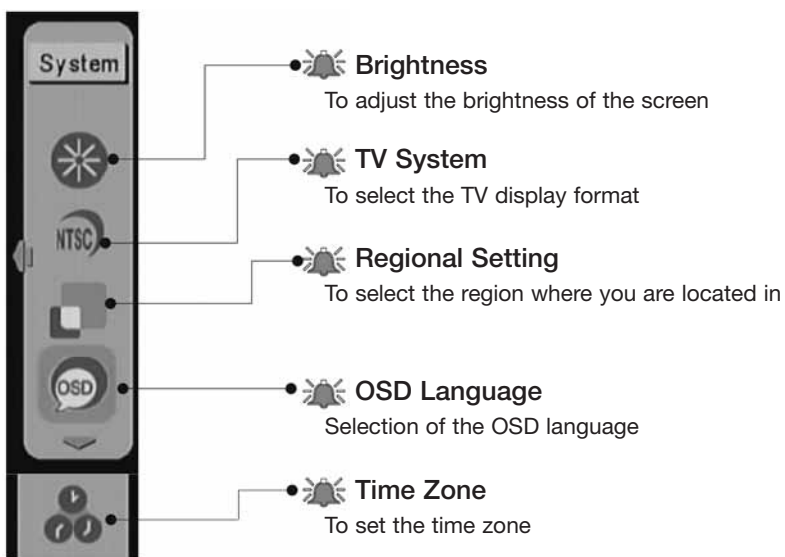 System
Brightness
To adjust the brightness of the screen
TV System
To select the TV display format
NTSC
Regional Setting
To select the region where you are located in
OSD
OSD Language
Selection of the OSD language
Time Zone
To set the time zone